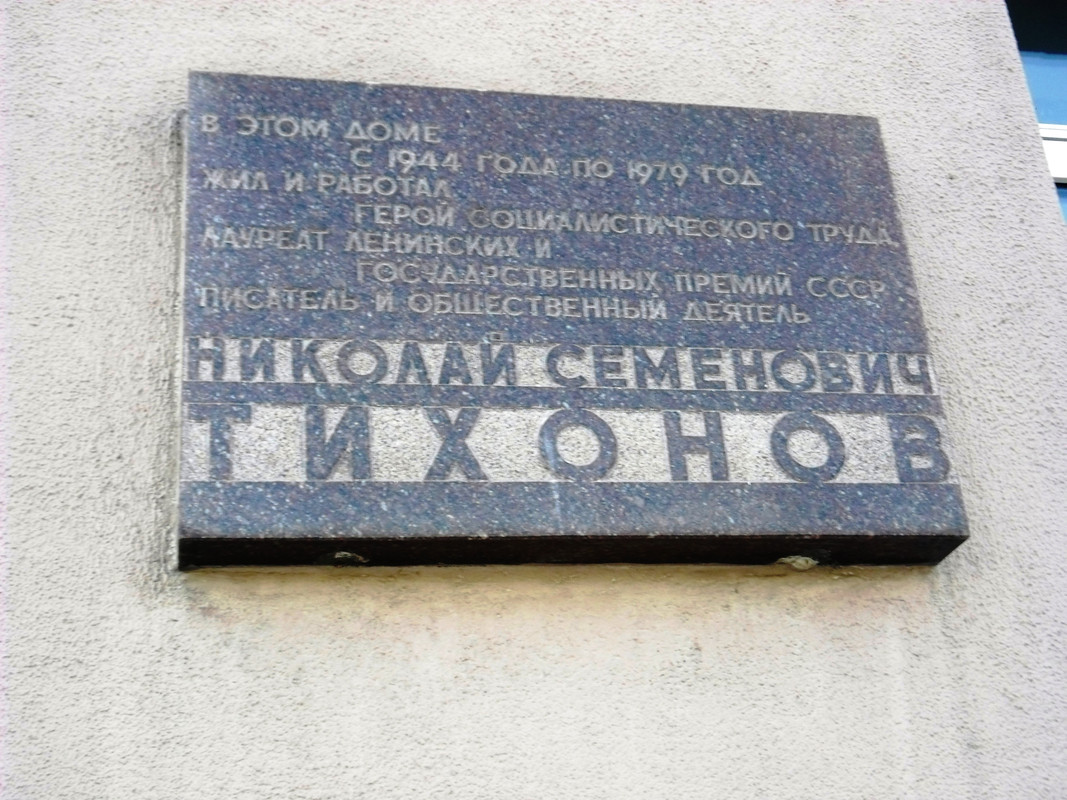 В ЭТОМ ДОМЕ
С 1944 ГОДА ПО 1979 ГОД
ЖИЛ И РАБОТАЛ
ГЕРОЙ СОЦИАЛИСТИЧЕСКОГО ТРУДА,
ЛАУРЕАТ ЛЕНИНСКИХ И
ГОСУДАРСТВЕННЫХ ПРЕМИЙ СССР
ПИСАТЕЛЬ И ОБЩЕСТВЕННЫЙ ДЕЯТЕЛЬ
НИКОЛАЙ СЕМЕНОВИЧ
ТИХОНОВ